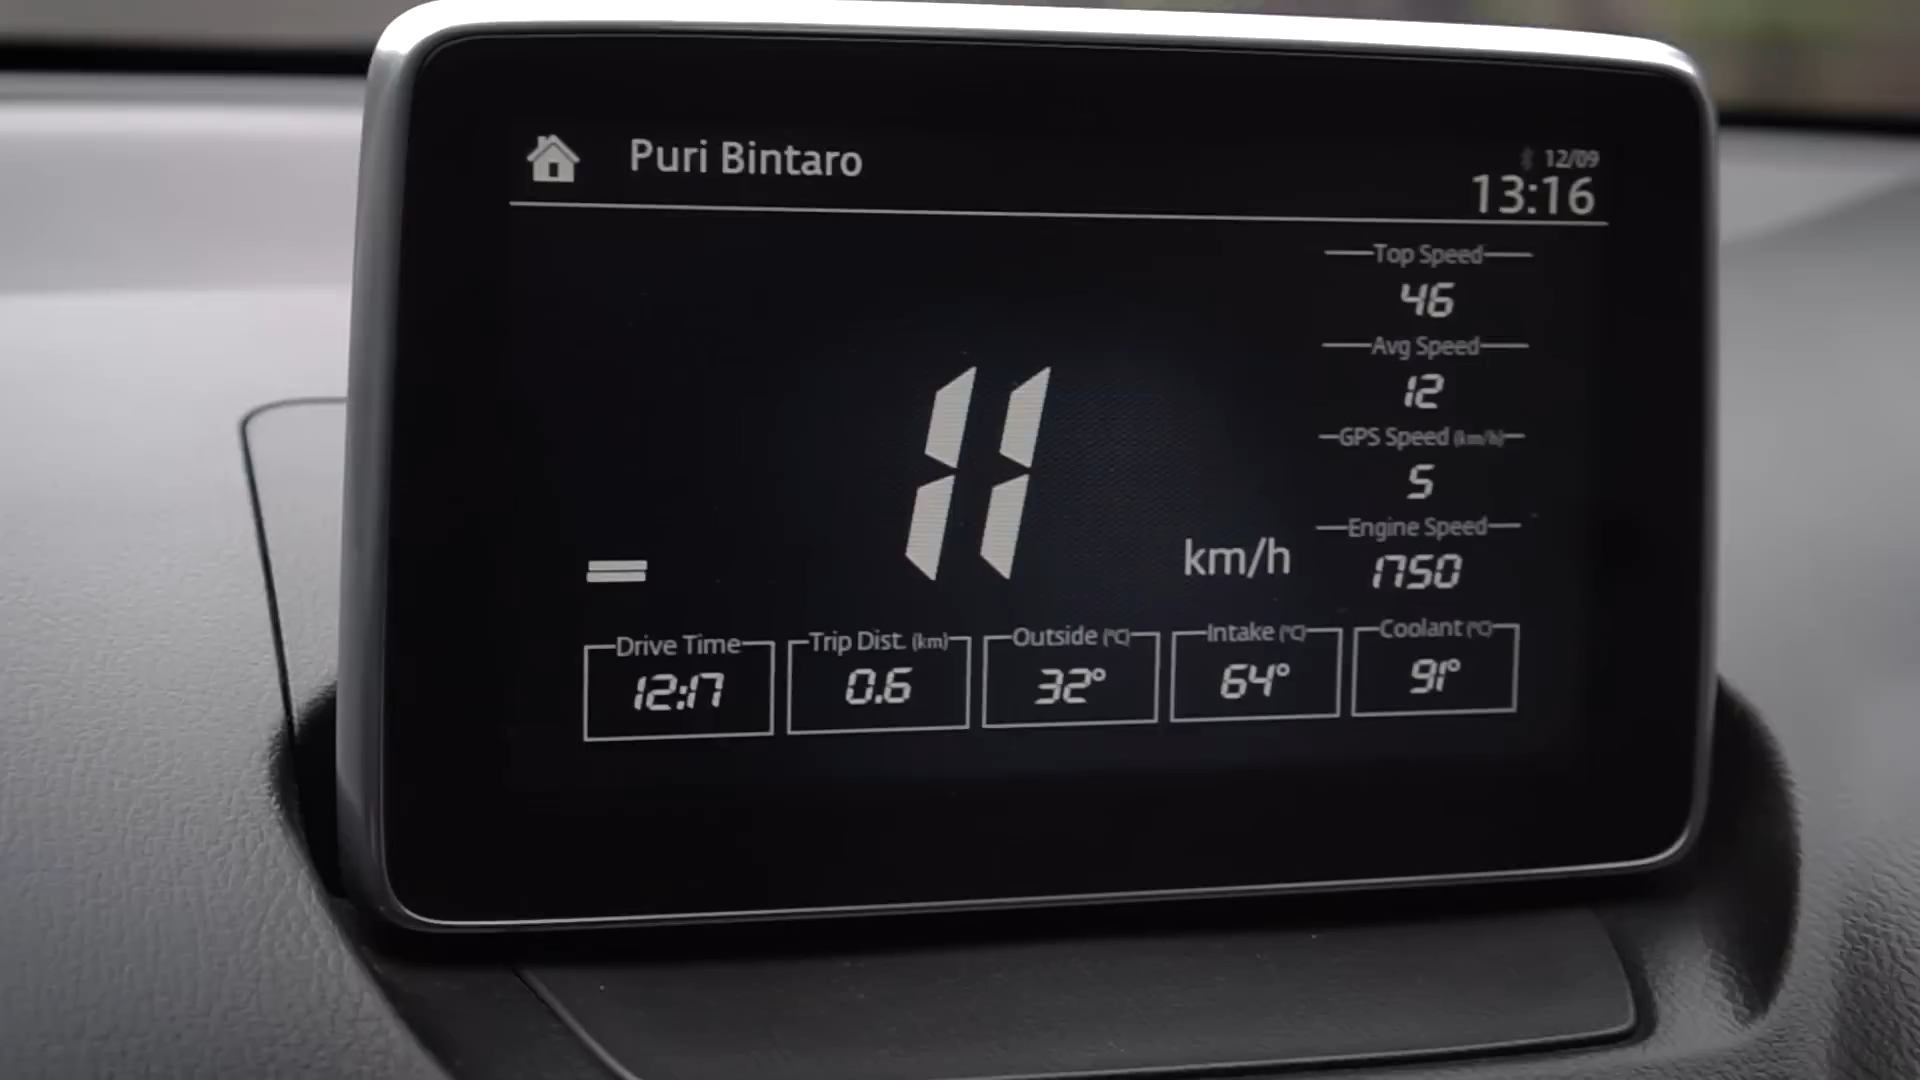 Puri Bintaro
12/09
13:16
Top Speed
46
Avg Speed
12
GPS Speed (km/h)
5
Engine Speed
1750
11
km/h
Drive Time
12:17
Trip Dist. (km)
0.6
Outside (°C)
32°
Intake (°C)
64°
Coolant (°C)
91°